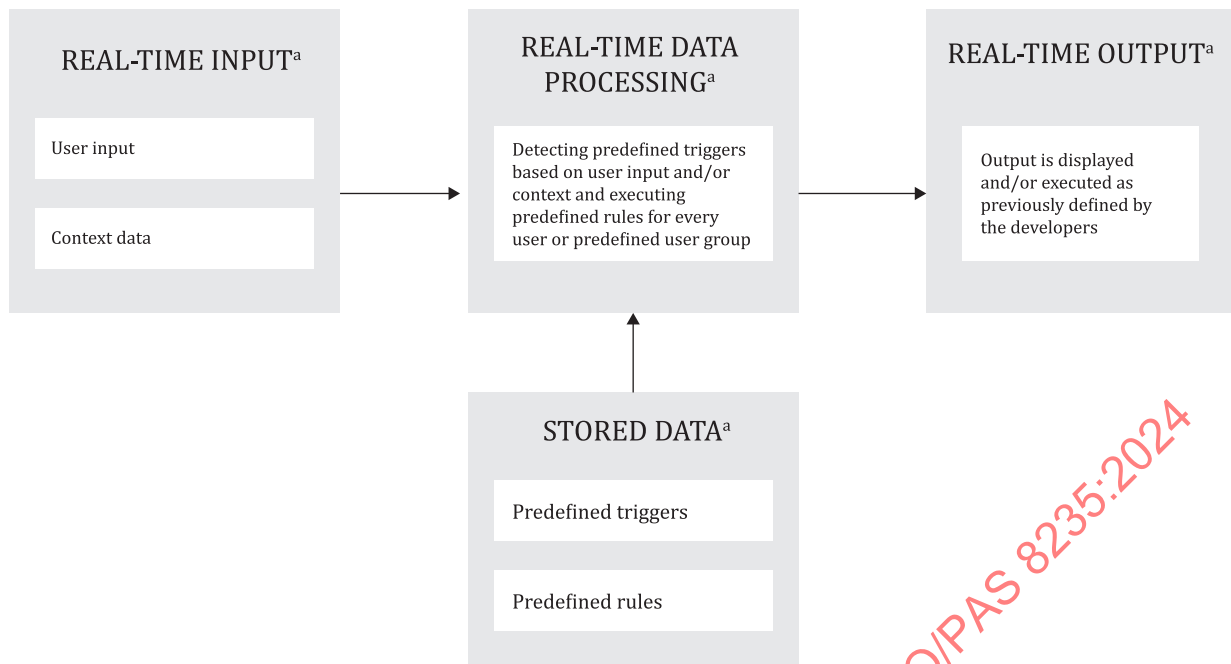 REAL-TIME INPUTᵃ
User input
Context data
REAL-TIME DATA
PROCESSINGᵃ
Detecting predefined triggers
based on user input and/or
context and executing
predefined rules for every
user or predefined user group
REAL-TIME OUTPUTᵃ
Output is displayed
and/or executed as
previously defined by
the developers
STORED DATAᵃ
Predefined triggers
Predefined rules
O/PAS 8235:2024